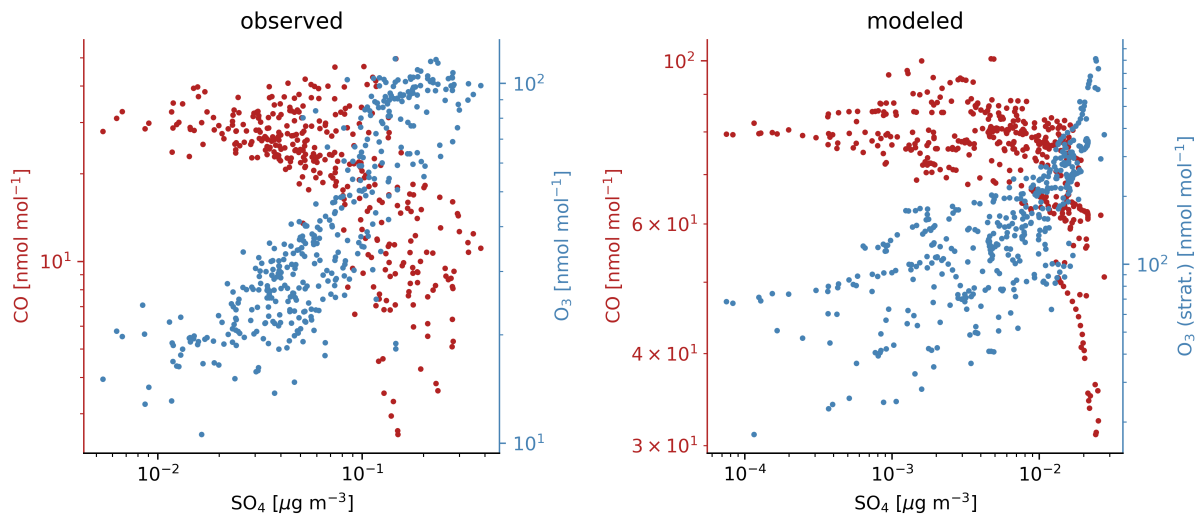 observed
CO [nmol mol⁻¹]
10¹
10²
10¹
O₃ [nmol mol⁻¹]
10⁻²
10⁻¹
SO₄ [μg m⁻³]
modeled
CO [nmol mol⁻¹]
10²
6 × 10¹
4 × 10¹
3 × 10¹
10²
O₃ (strat.) [nmol mol⁻¹]
10⁻⁴
10⁻³
10⁻²
SO₄ [μg m⁻³]